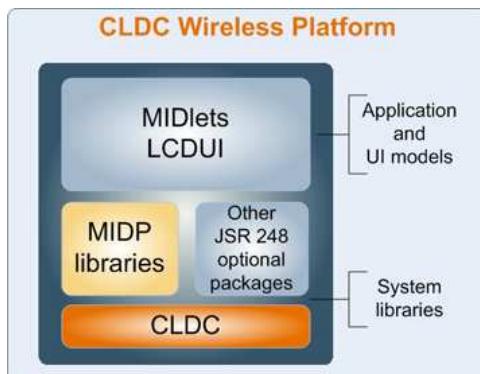 CLDC Wireless Platform
MIDlets
LCDUI
Application
and
UI models
MIDP
libraries
Other
JSR 248
optional
packages
System
libraries
CLDC